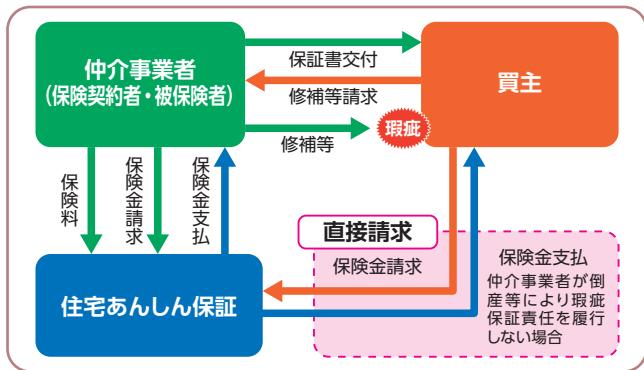 仲介事業者
(保険契約者・被保険者)
保証書交付
修補等請求
修補等
瑕疵
買主
保険料
保険金請求
保険金支払
直接請求
保険金請求
住宅あんしん保証
保険金支払
仲介事業者が倒
産等により瑕疵
保証責任を履行
しない場合